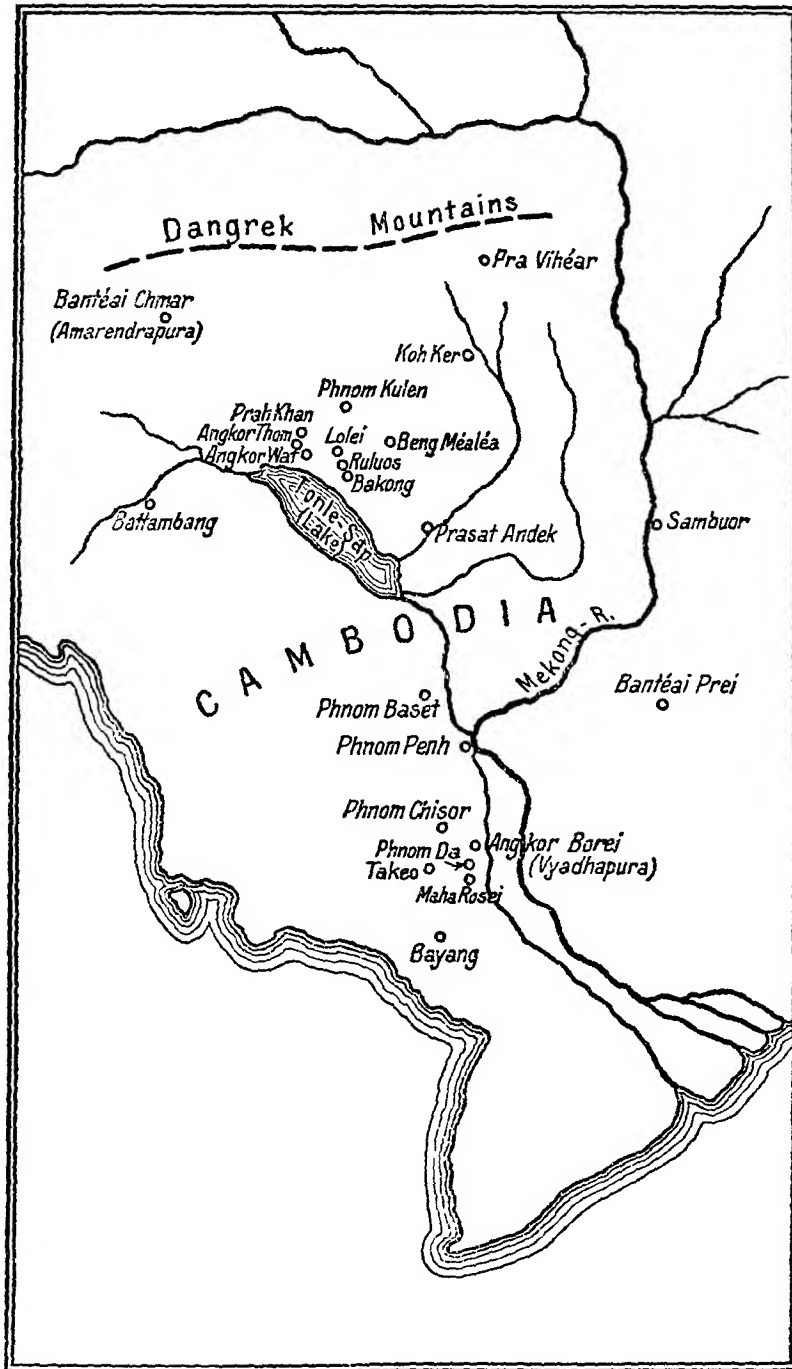 Dangrek Mountains
Pra Vihéar
Bantéai Chmar
(Amarendrapura)
Koh Ker
Phnom Kulen
Prah Khan
Angkor Thom
Lolei
Beng Méaléa
Angkor Wat
Ruluos
Bakong
Battambang
Tonle-Sap
(Lake)
Prasat Andek
Sambuor
CAMBODIA
Mekong-R.
Bantéai Prei
Phnom Baset
Phnom Penh
Phnom Chisor
Angkor Borei
(Vyadhapura)
Phnom Da
Takeo
Maha Rosei
Bayang